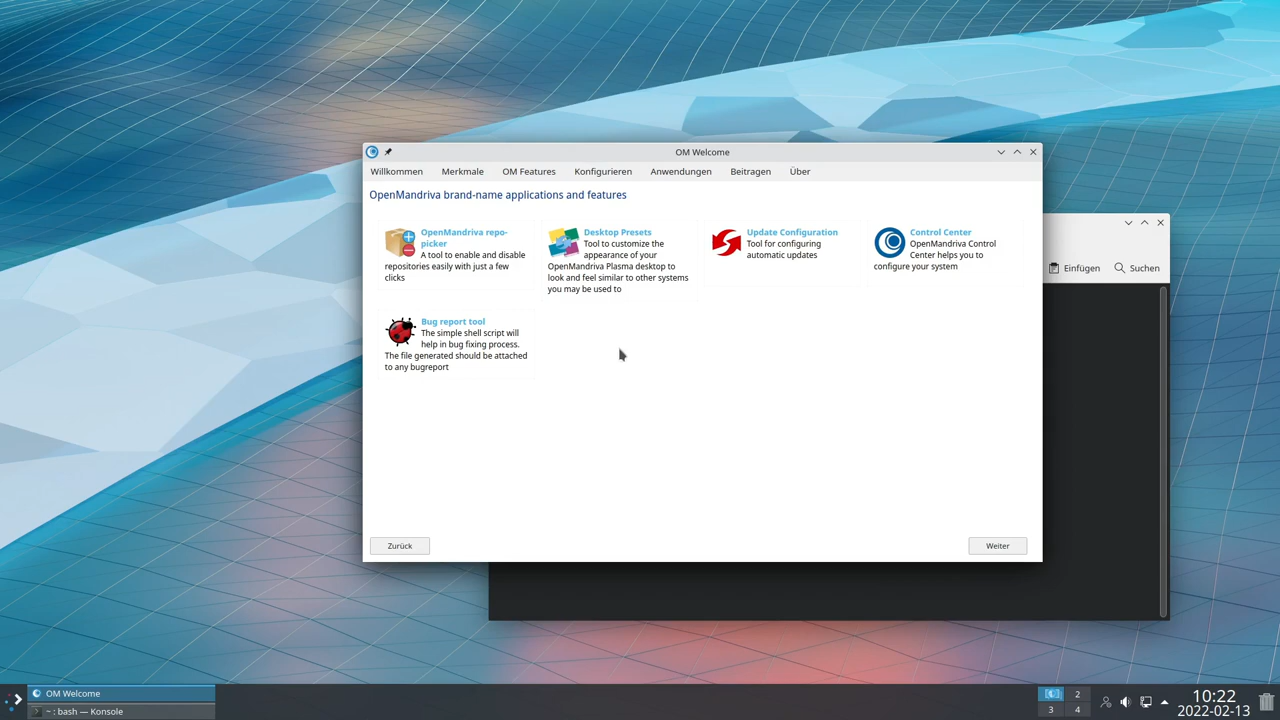 OM Welcome
Willkommen Merkmale OM Features Konfigurieren Anwendungen Beitragen Über
OpenMandriva brand-name applications and features
OpenMandriva repo-
picker
A tool to enable and disable
repositories easily with just a few
clicks
Desktop Presets
Tool to customize the
appearance of your
OpenMandriva Plasma desktop to
look and feel similar to other systems
you may be used to
Update Configuration
Tool for configuring
automatic updates
Control Center
OpenMandriva Control
Center helps you to
configure your system
Bug report tool
The simple shell script will
help in bug fixing process.
The file generated should be attached
to any bugreport
Zurück
Weiter
Einfügen Suchen
OM Welcome
~ : bash — Konsole
2
3 4
10:22
2022-02-13